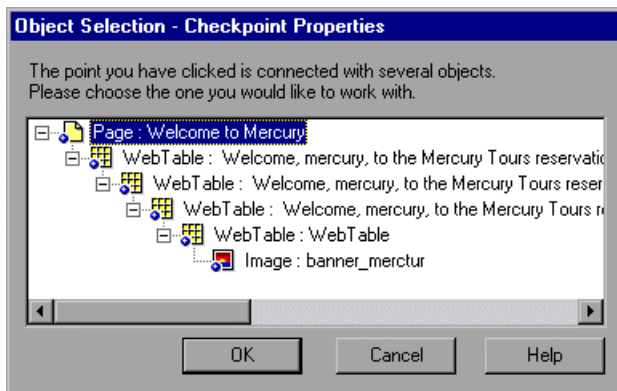 Object Selection - Checkpoint Properties
The point you have clicked is connected with several objects.
Please choose the one you would like to work with.
Page : Welcome to Mercury
WebTable : Welcome, mercury, to the Mercury Tours
WebTable : Welcome, mercury, to the Mercury Tours
WebTable : Welcome, mercury, to the Mercury Tours
WebTable : WebTable
Image : banner_merctur
OK Cancel Help